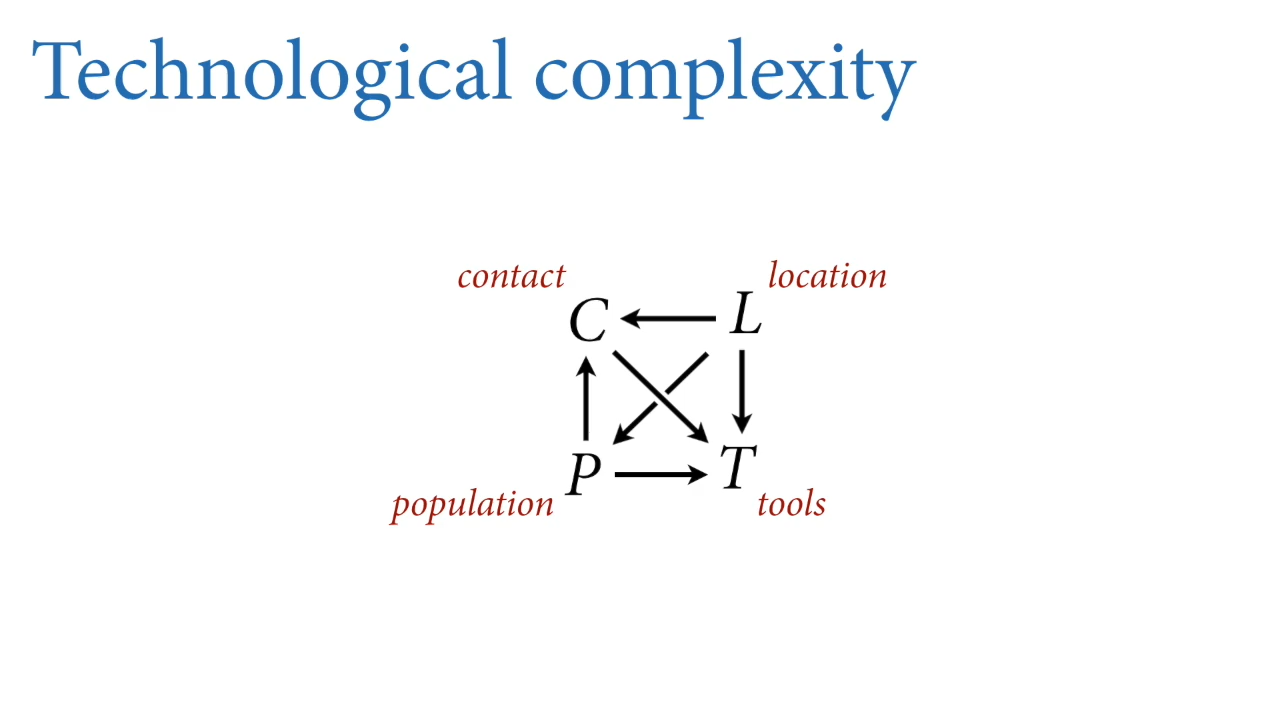 Technological complexity
contact
location
C
L
P
T
population
tools